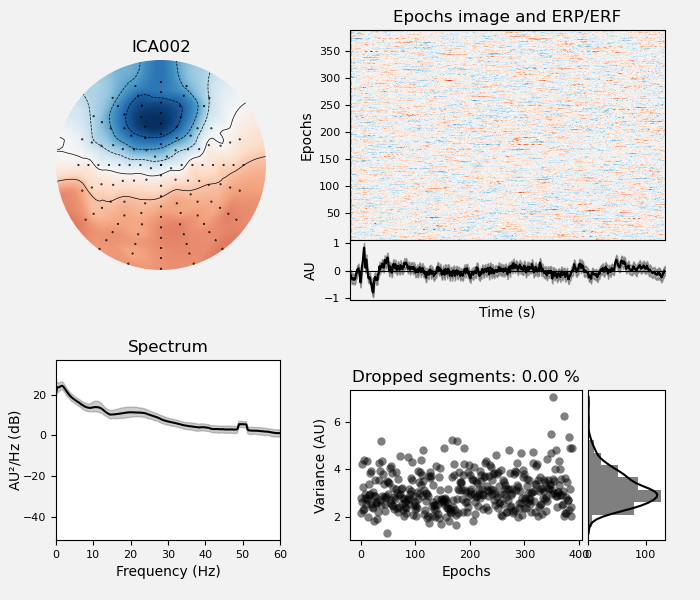 ICA002
Epochs image and ERP/ERF
Epochs
350
300
250
200
150
100
50
AU
1
0
−1
Time (s)
Spectrum
AU²/Hz (dB)
20
0
−20
−40
0 10 20 30 40 50 60
Frequency (Hz)
Dropped segments: 0.00 %
Variance (AU)
6
4
2
0 100 200 300 400
Epochs
0 100